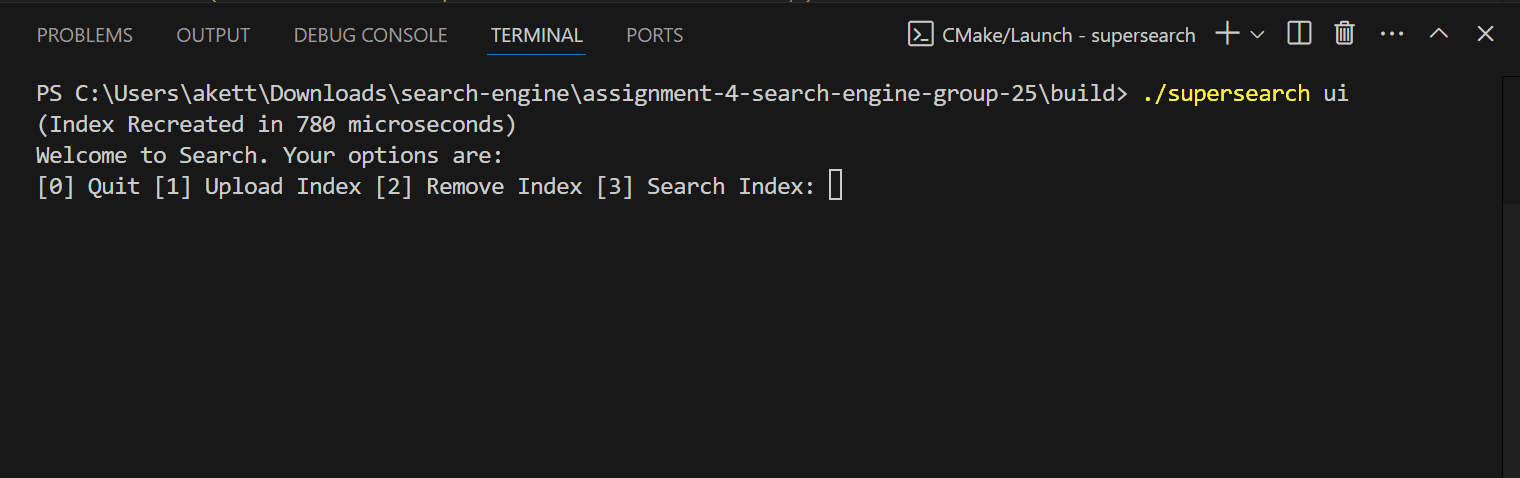 PROBLEMS OUTPUT DEBUG CONSOLE TERMINAL PORTS CMake/Launch - supersearch
PS C:\Users\akett\Downloads\search-engine\assignment-4-search-engine-group-25\build> ./supersearch ui
(Index Recreated in 780 microseconds)
Welcome to Search. Your options are:
[0] Quit [1] Upload Index [2] Remove Index [3] Search Index: